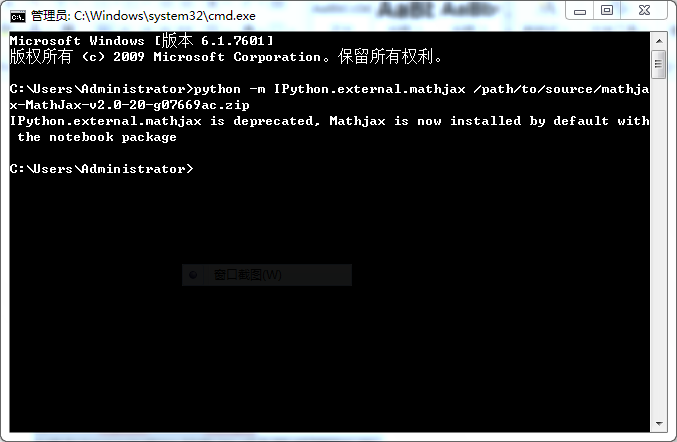 管理员: C:\Windows\system32\cmd.exe
Microsoft Windows [版本 6.1.7601]
版权所有 (c) 2009 Microsoft Corporation。保留所有权利。
C:\Users\Administrator>python -m IPython.external.mathjax /path/to/source/mathja
x-MathJax-v2.0-20-g07669ac.zip
IPython.external.mathjax is deprecated, Mathjax is now installed by default with
the notebook package
C:\Users\Administrator>
窗口截图(W)